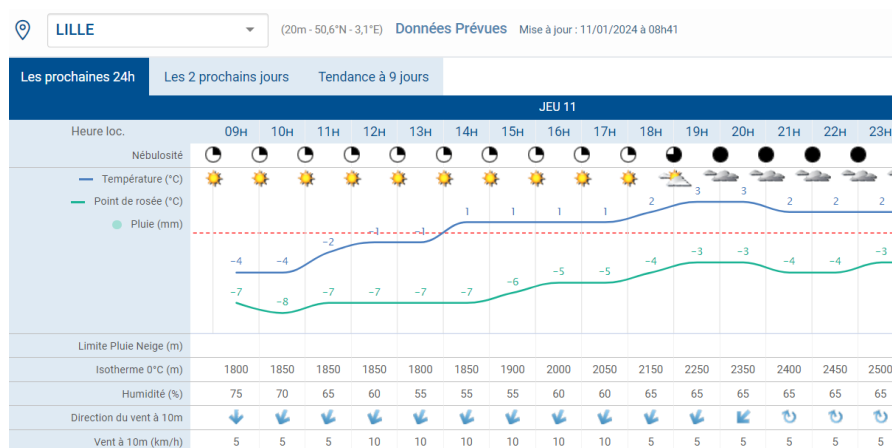 LILLE (20m - 50,6°N - 3,1°E) Données Prévues Mise à jour : 11/01/2024 à 08h41
Les prochaines 24h Les 2 prochains jours Tendance à 9 jours
JEU 11
Heure loc. 09H 10H 11H 12H 13H 14H 15H 16H 17H 18H 19H 20H 21H 22H 23H
Nébulosité
Température (°C)
3 3
Point de rosée (°C)
2 2 2 2
1 1 1 1
Pluie (mm)
-1 -1
-2
-4 -4
-3 -3 -3
-4 -4 -4
-5 -5
-6
-7 -8 -7 -7 -7 -7
Limite Pluie Neige (m)
Isotherme 0°C (m) 1800 1850 1850 1850 1800 1850 1900 2000 2050 2150 2250 2350 2400 2450 2500
Humidité (%) 75 70 65 60 55 55 55 60 60 65 65 65 65 65 65
Direction du vent à 10m
Vent à 10m (km/h) 5 5 5 10 10 10 10 10 10 5 5 5 5 5 5